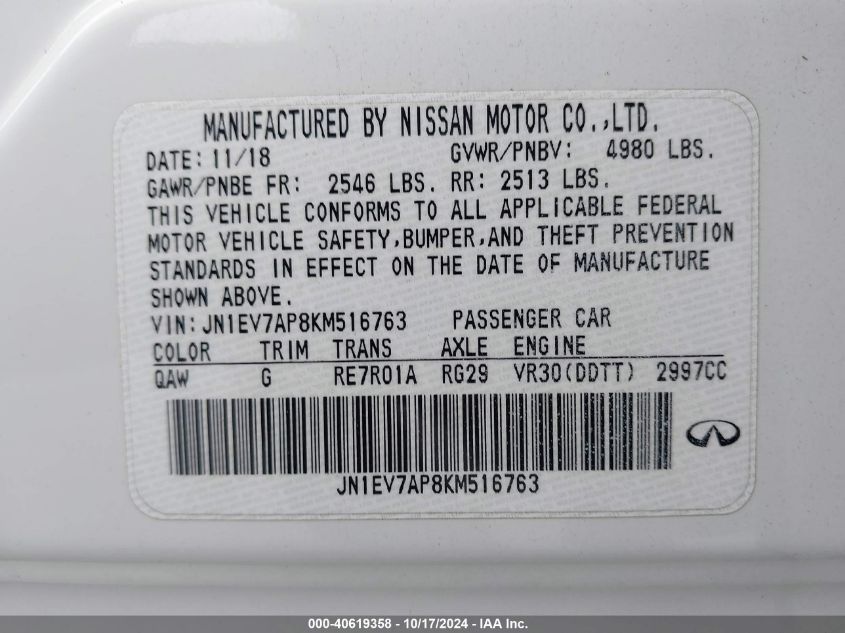 MANUFACTURED BY NISSAN MOTOR CO.,LTD.
DATE: 11/18 GVWR/PNBV: 4980 LBS.
GAWR/PNBE FR: 2546 LBS. RR: 2513 LBS.
THIS VEHICLE CONFORMS TO ALL APPLICABLE FEDERAL
MOTOR VEHICLE SAFETY,BUMPER,AND THEFT PREVENTION
STANDARDS IN EFFECT ON THE DATE OF MANUFACTURE
SHOWN ABOVE.
VIN:JN1EV7AP8KM516763 PASSENGER CAR
COLOR TRIM TRANS AXLE ENGINE
QAW G RE7R01A RG29 VR30(DDTT) 2997CC
JN1EV7AP8KM516763
000-40619358 - 10/17/2024 - IAA Inc.